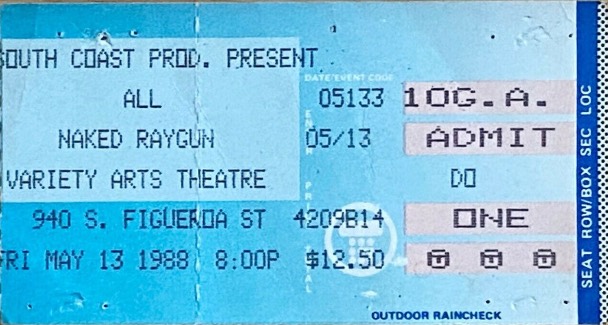 SOUTH COAST PROD. PRESENT
DATE/EVENT CODE
ALL 05133 10G.A.
NAKED RAYGUN 05/13 ADMIT
VARIETY ARTS THEATRE DO
940 S. FIGUEROA ST 4209B14 ONE
FRI MAY 13 1988 8:00P $12.50
OUTDOOR RAINCHECK
SEAT ROW/BOX SEC LOC